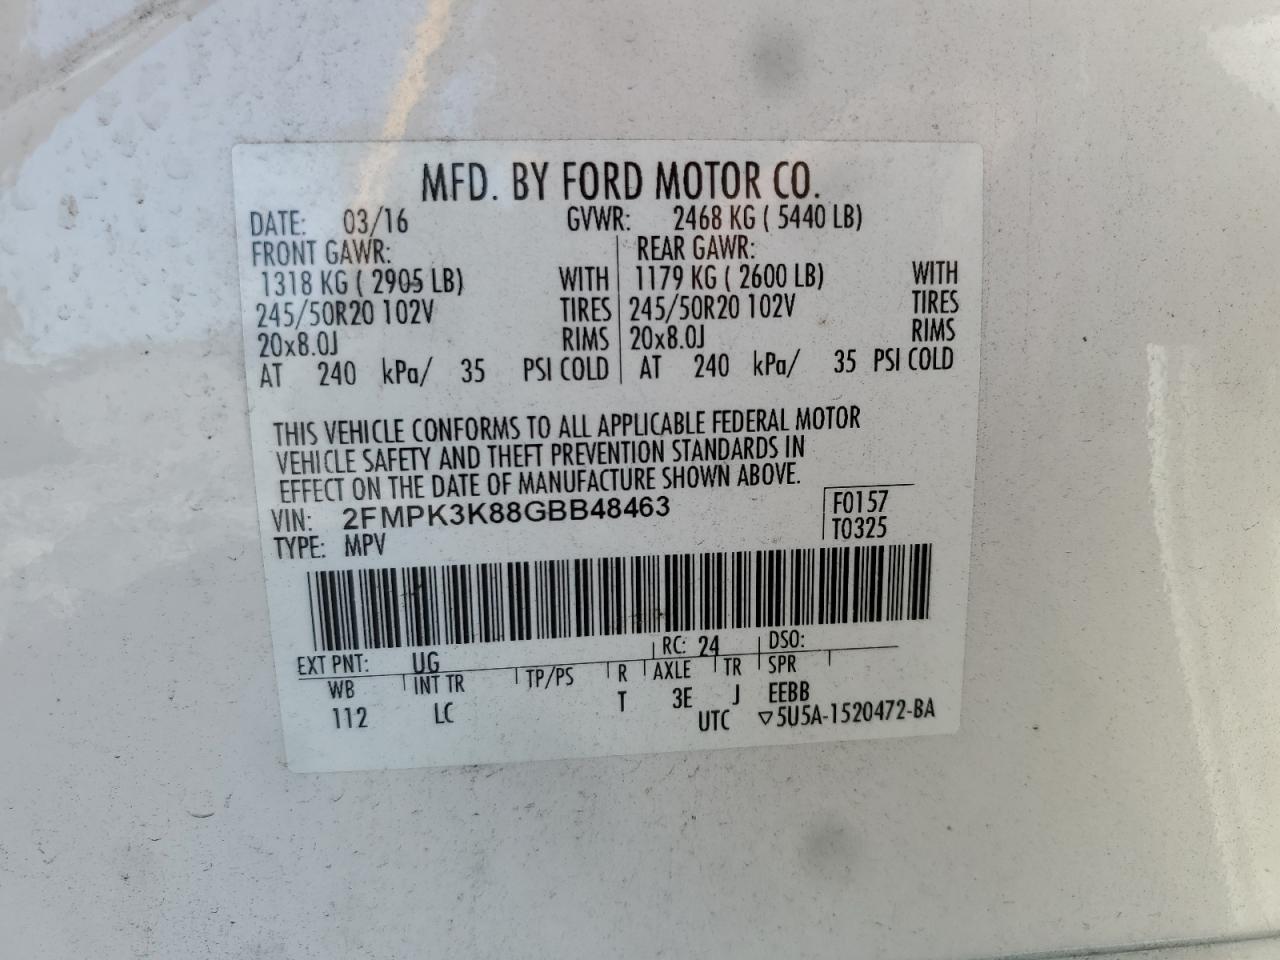 MFD. BY FORD MOTOR CO.
DATE: 03/16 GVWR: 2468 KG ( 5440 LB)
FRONT GAWR: REAR GAWR:
1318 KG ( 2905 LB) WITH 1179 KG ( 2600 LB) WITH
245/50R20 102V TIRES 245/50R20 102V TIRES
20x8.0J RIMS 20x8.0J RIMS
AT 240 kPa/ 35 PSI COLD AT 240 kPa/ 35 PSI COLD
THIS VEHICLE CONFORMS TO ALL APPLICABLE FEDERAL MOTOR
VEHICLE SAFETY AND THEFT PREVENTION STANDARDS IN
EFFECT ON THE DATE OF MANUFACTURE SHOWN ABOVE.
VIN: 2FMPK3K88GBB48463 F0157
TYPE: MPV T0325
EXT PNT: UG RC: 24 DSO:
WB INT TR TP/PS R AXLE TR SPR
112 LC T 3E J EEBB
UTC ▽5U5A-1520472-BA